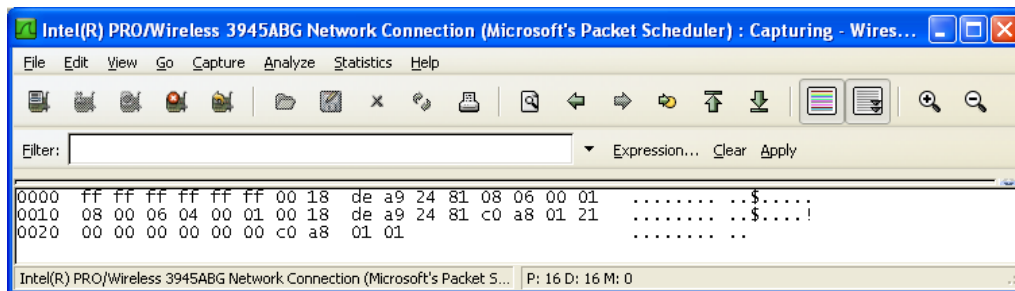 Intel(R) PRO/Wireless 3945ABG Network Connection (Microsoft's Packet Scheduler) : Capturing - Wires...
File Edit View Go Capture Analyze Statistics Help
Filter: Expression... Clear Apply
0000 ff ff ff ff ff ff 00 18 de a9 24 81 08 06 00 01 ........ ..$.....
0010 08 00 06 04 00 01 00 18 de a9 24 81 c0 a8 01 21 ........ ..$....!
0020 00 00 00 00 00 00 c0 a8 01 01 ........ ..
Intel(R) PRO/Wireless 3945ABG Network Connection (Microsoft's Packet S... P: 16 D: 16 M: 0